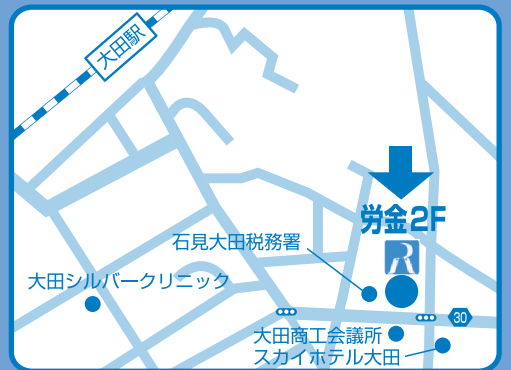 大田駅
労金2F
石見大田税務署
大田シルバークリニック
30
大田商工会議所
スカイホテル大田